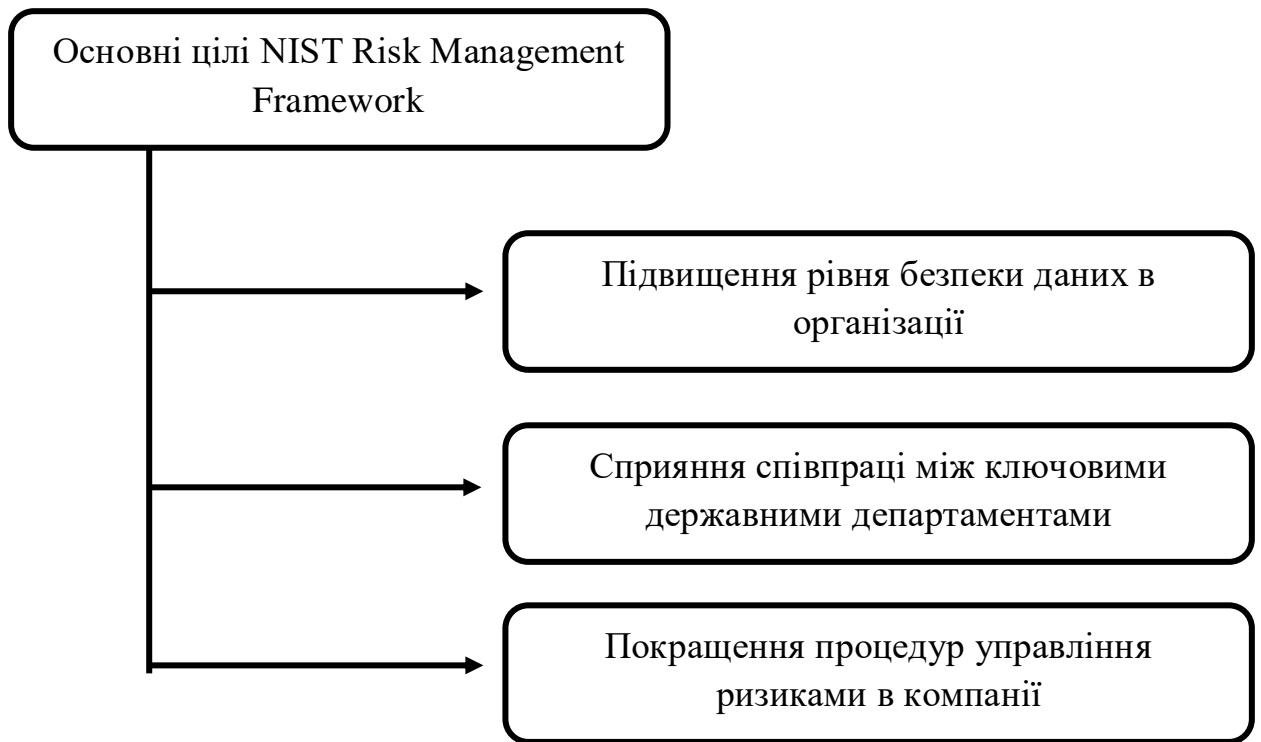 Основні цілі NIST Risk Management
Framework
Підвищення рівня безпеки даних в
організації
Сприяння співпраці між ключовими
державними департаментами
Покращення процедур управління
ризиками в компанії